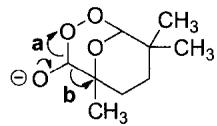 O O
a O CH₃
⊖ O CH₃
b
CH₃